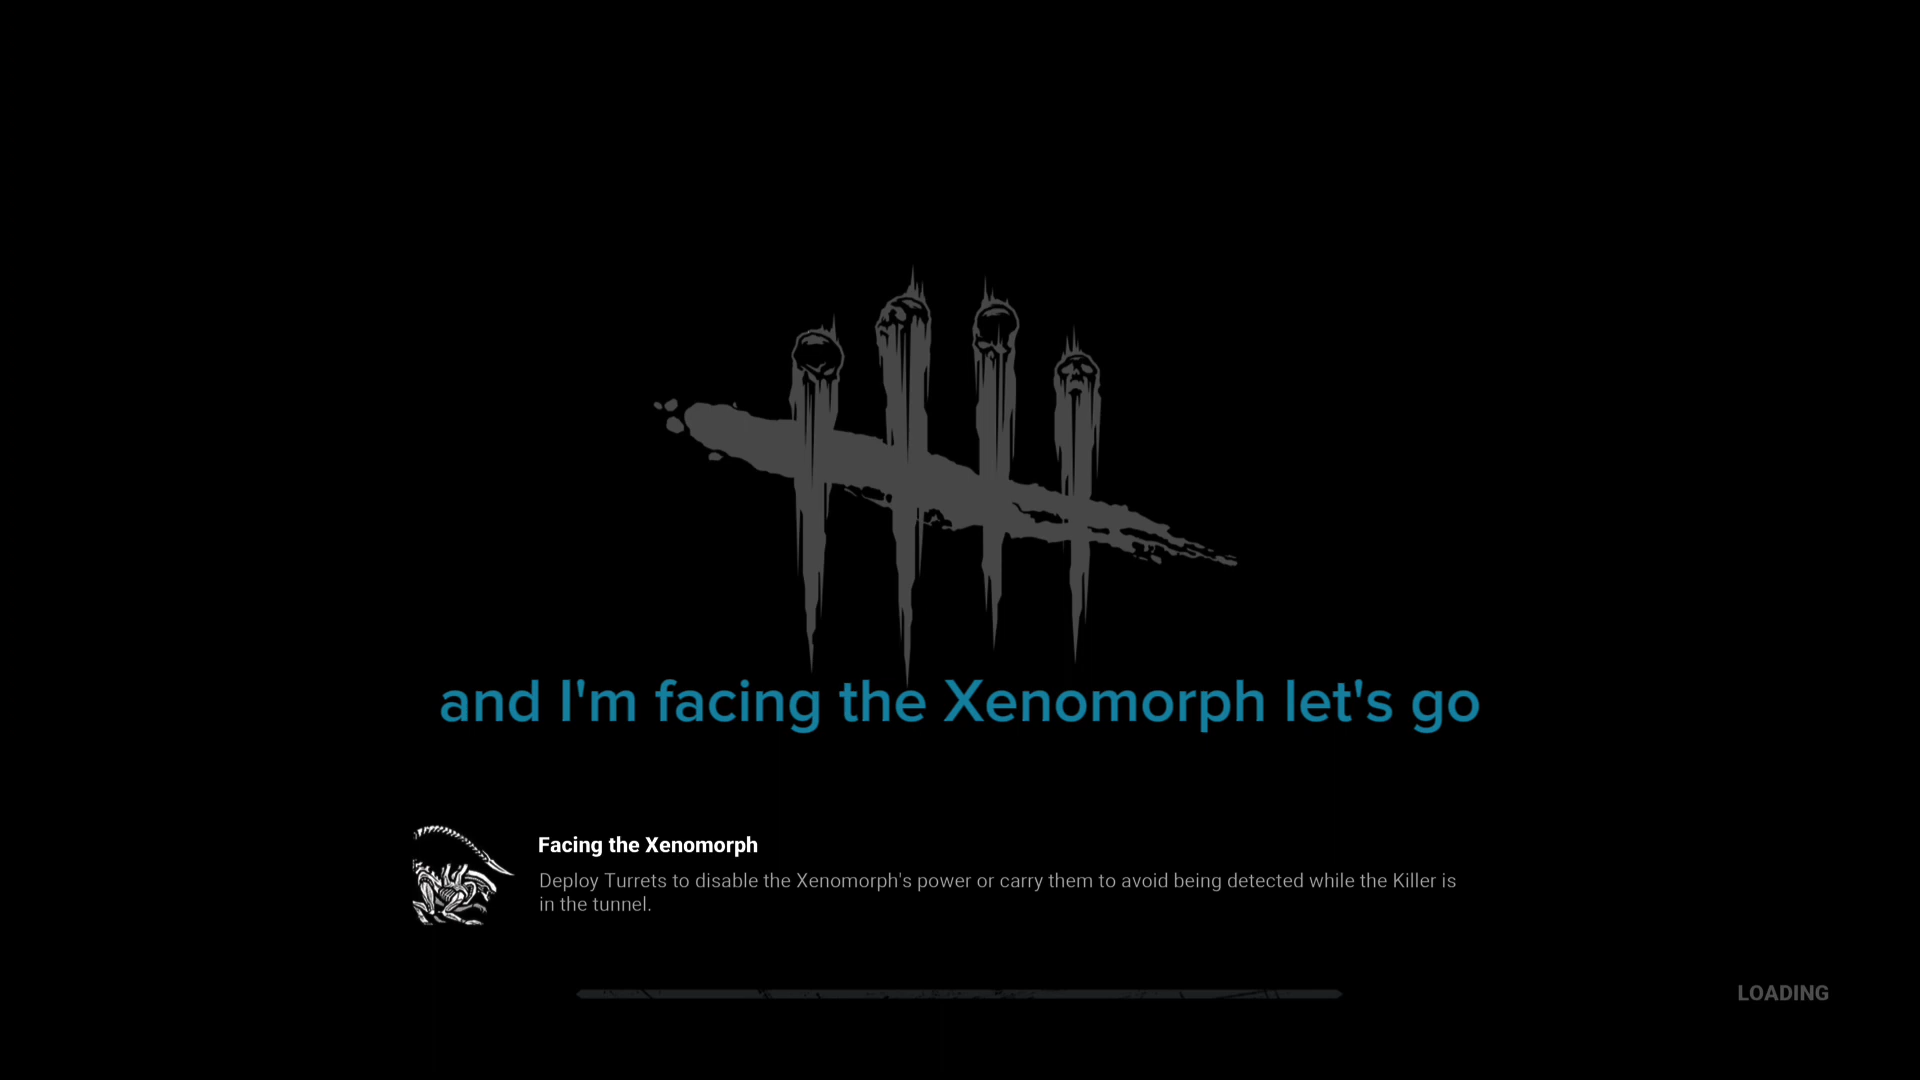 and I'm facing the Xenomorph let's go
Facing the Xenomorph
Deploy Turrets to disable the Xenomorph's power or carry them to avoid being detected while the Killer is
in the tunnel.
LOADING